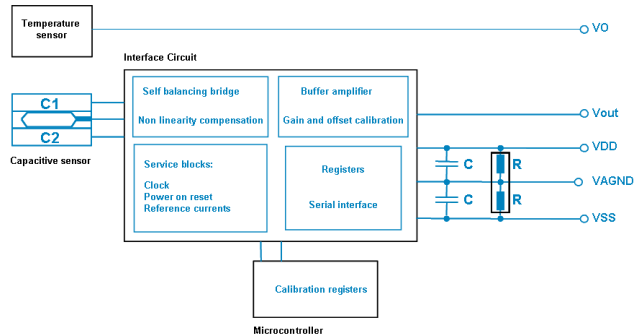 Temperature
sensor
VO
Interface Circuit
Self balancing bridge
Non linearity compensation
Buffer amplifier
Gain and offset calibration
Vout
C1
C2
Capacitive sensor
Service blocks:
Clock
Power on reset
Reference currents
Registers
Serial interface
VDD
C
R
VAGND
C
R
VSS
Calibration registers
Microcontroller